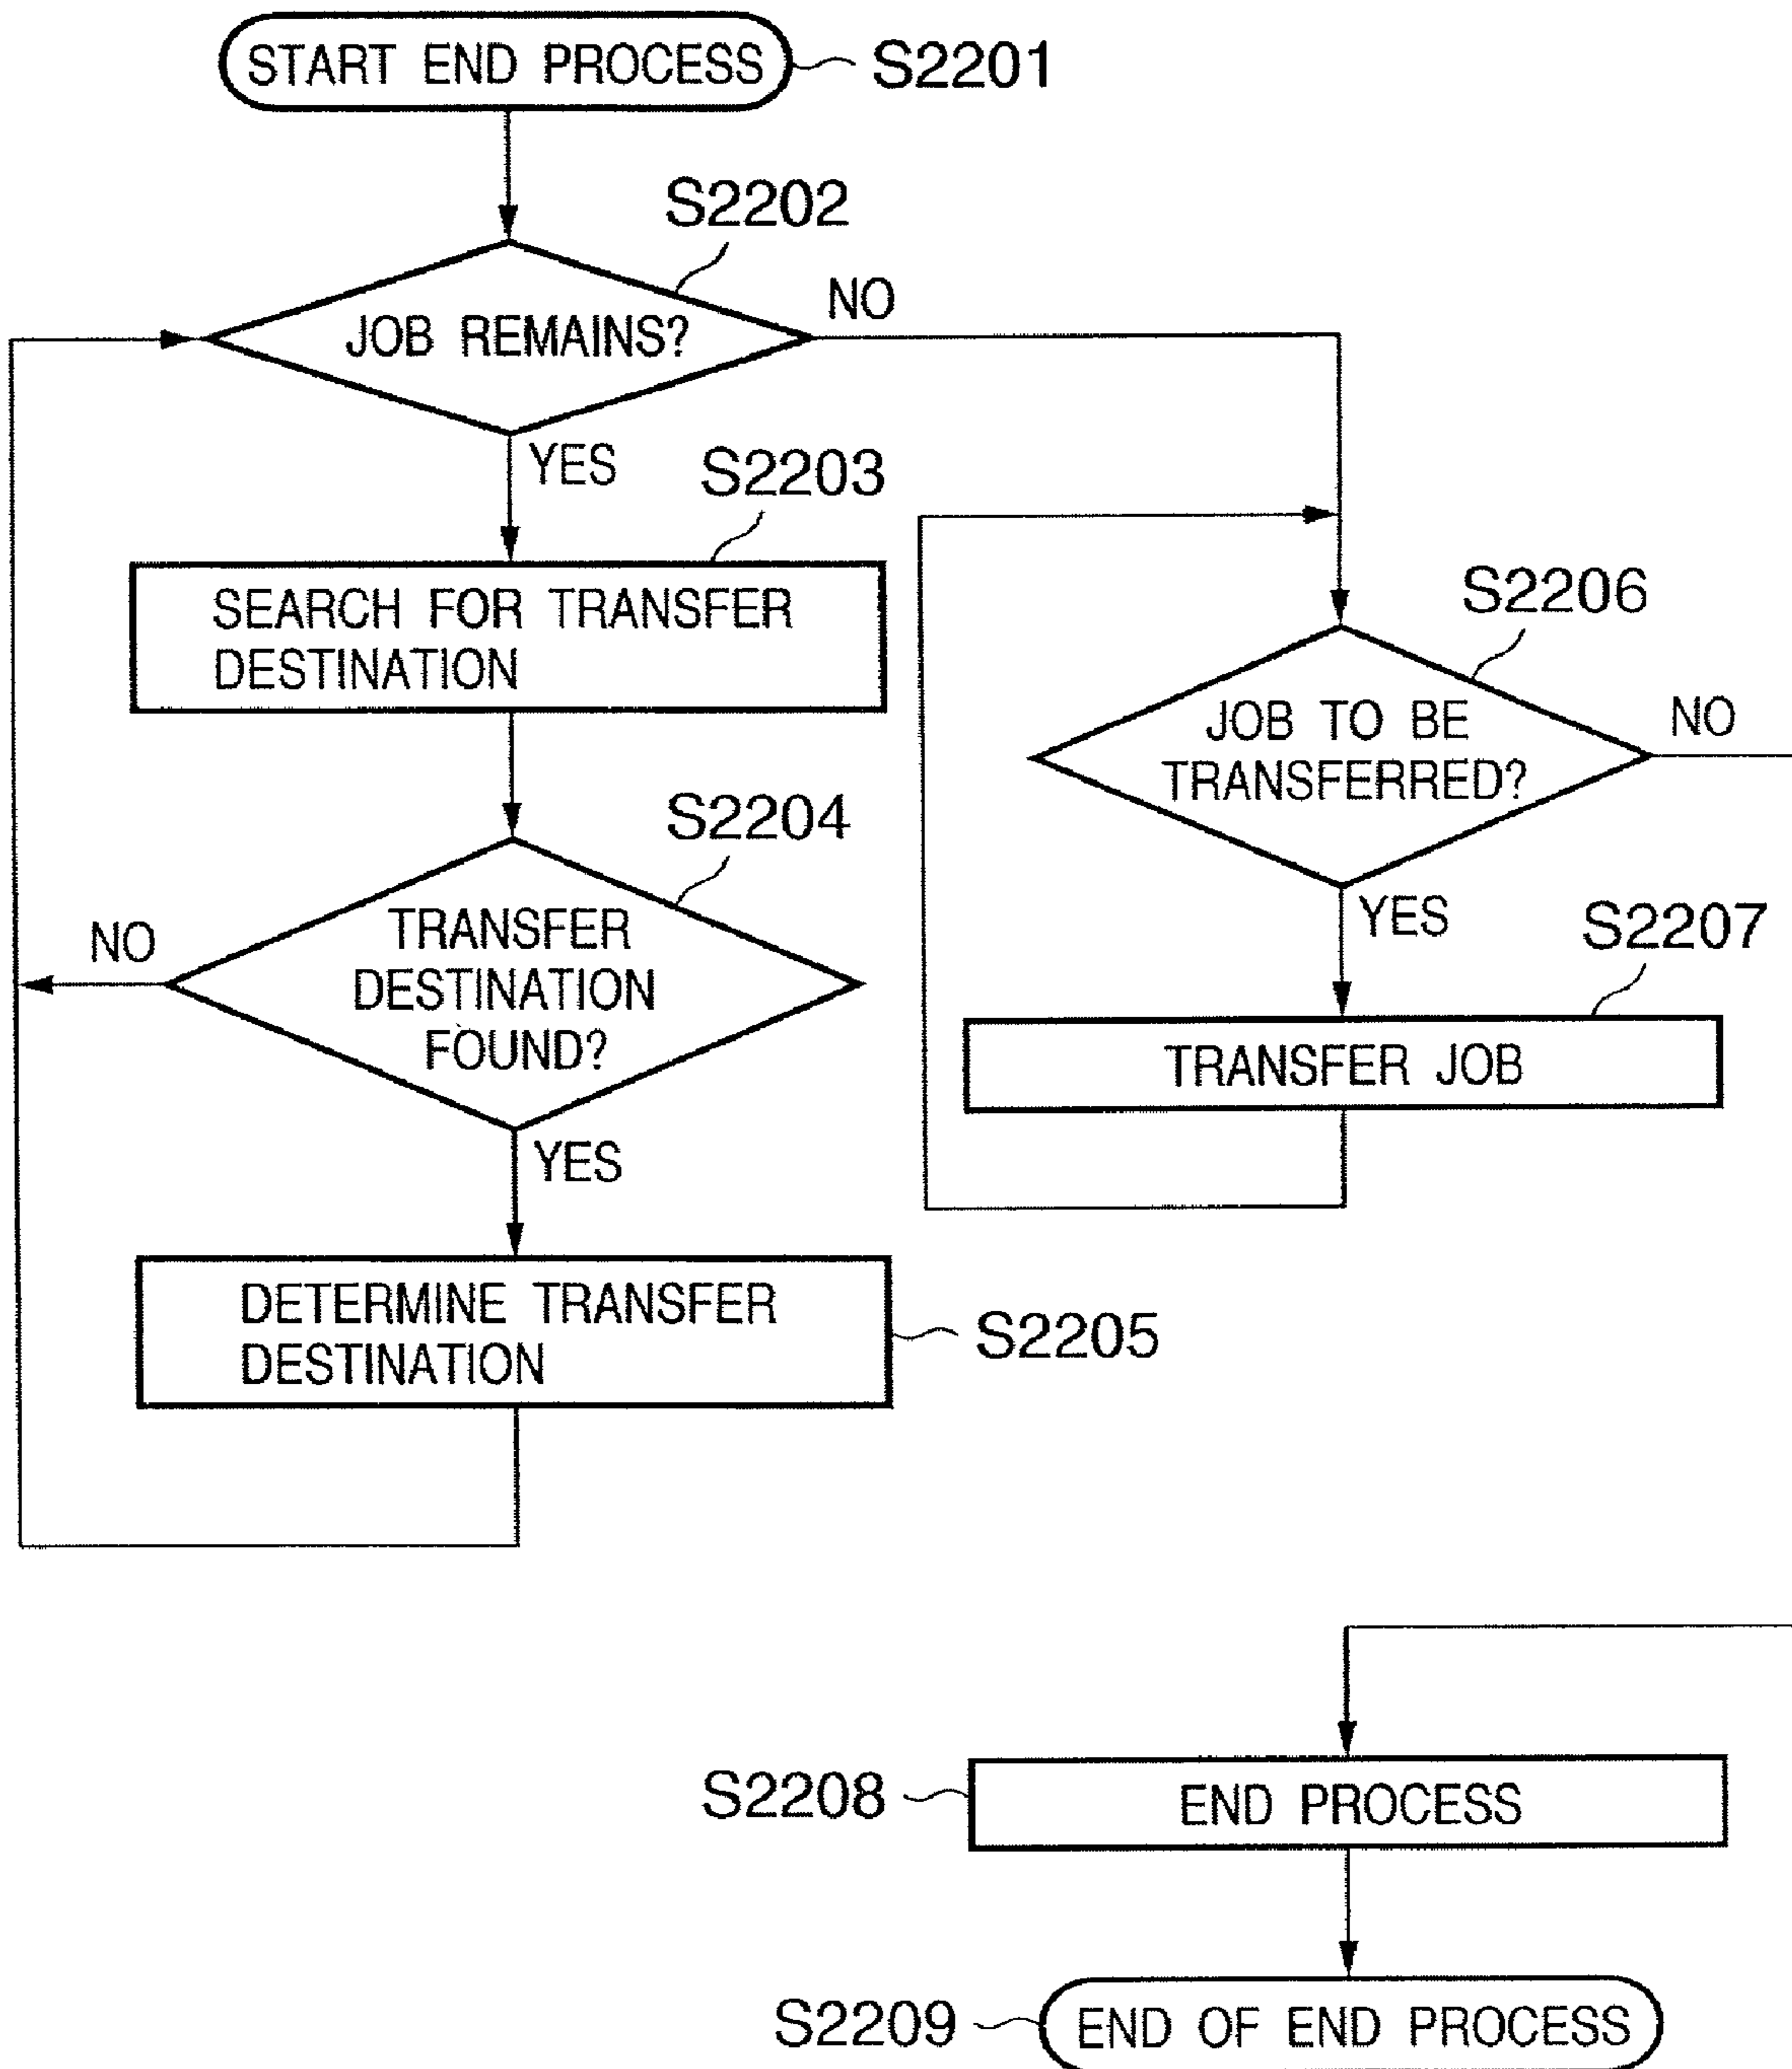 START END PROCESS S2201
S2202
JOB REMAINS?
NO
YES
S2203
SEARCH FOR TRANSFER
DESTINATION
S2204
TRANSFER
DESTINATION
FOUND?
NO
YES
DETERMINE TRANSFER
DESTINATION
S2205
S2206
JOB TO BE
TRANSFERRED?
NO
YES
S2207
TRANSFER JOB
S2208 END PROCESS
S2209 END OF END PROCESS